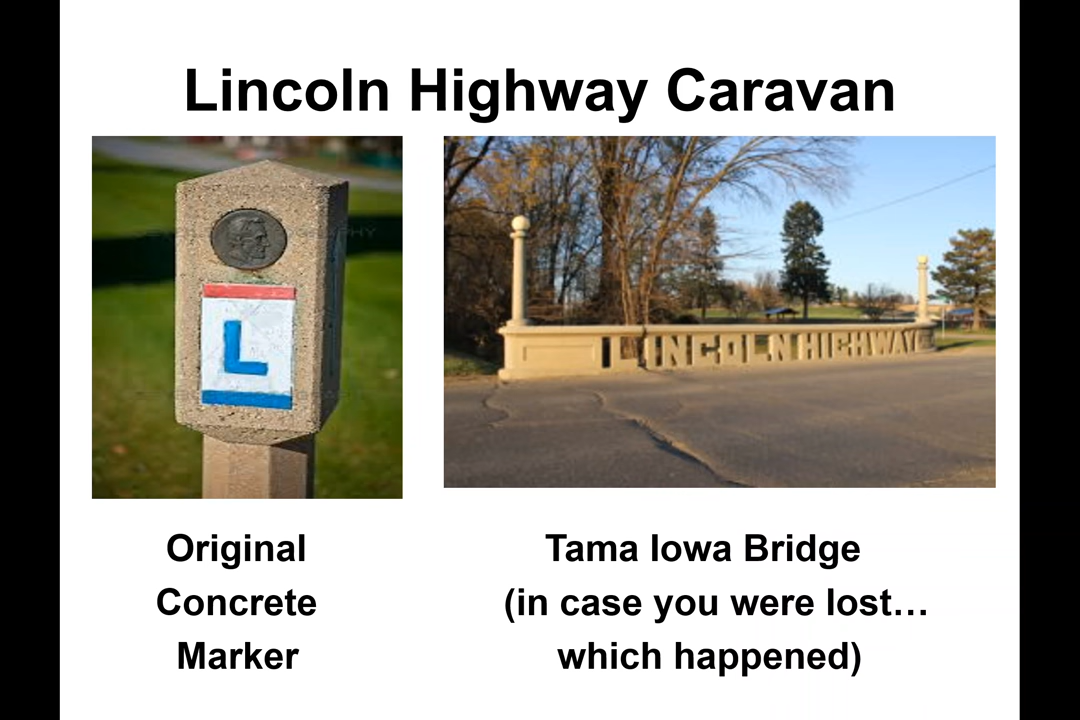 Lincoln Highway Caravan
L
LINCOLN HIGHWAY
Original
Concrete
Marker
Tama Iowa Bridge
(in case you were lost…
which happened)